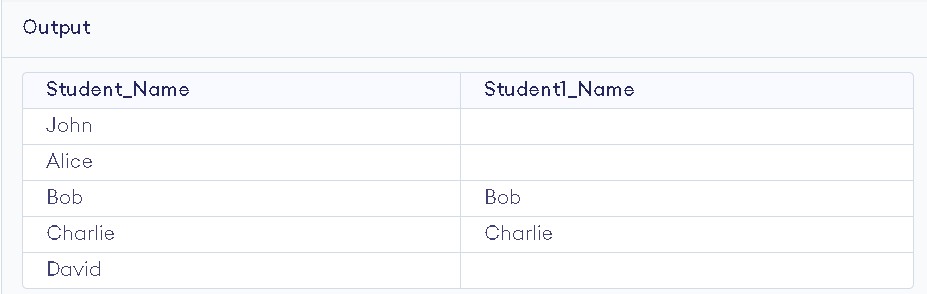 Output
Student_Name Student1_Name
John
Alice
Bob Bob
Charlie Charlie
David